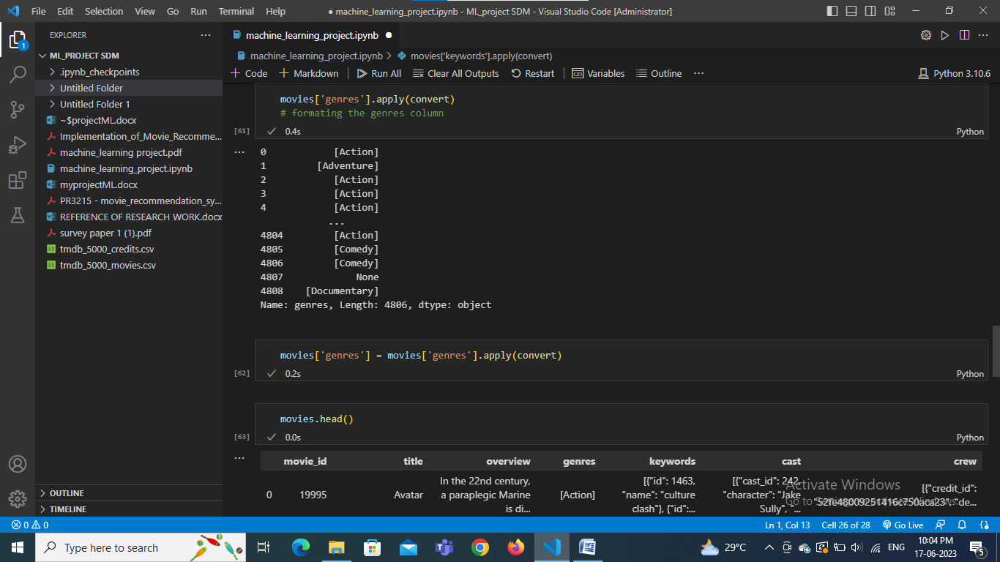 File Edit Selection View Go Run Terminal Help
● machine_learning_project.ipynb - ML_project SDM - Visual Studio Code [Administrator]
EXPLORER
ML_PROJECT SDM
.ipynb_checkpoints
Untitled Folder
Untitled Folder 1
~$projectML.docx
Implementation_of_Movie_Recomme...
machine_learning project.pdf
machine_learning_project.ipynb
myprojectML.docx
PR3215 - movie_recommendation_sy...
REFERENCE OF RESEARCH WORK.docx
survey paper 1 (1).pdf
tmdb_5000_credits.csv
tmdb_5000_movies.csv
OUTLINE
TIMELINE
1
machine_learning_project.ipynb ●
machine_learning_project.ipynb > movies['keywords'].apply(convert)
+ Code + Markdown Run All Clear All Outputs Restart Variables Outline ...
Python 3.10.6
movies['genres'].apply(convert)
# formating the genres column
[61] ✓ 0.4s Python
... 0 [Action]
1 [Adventure]
2 [Action]
3 [Action]
4 [Action]
...
4804 [Action]
4805 [Comedy]
4806 [Comedy]
4807 None
4808 [Documentary]
Name: genres, Length: 4806, dtype: object
movies['genres'] = movies['genres'].apply(convert)
[62] ✓ 0.2s Python
movies.head()
[63] ✓ 0.0s Python
... movie_id title overview genres keywords cast crew
0 19995 Avatar In the 22nd century, a paraplegic Marine is di... [Action] [{"id": 1463, "name": "culture clash"}, {"id":... [{"cast_id": 242, "character": "Jake Sully", "... [{"credit_id": "52fe48009251416c750aca23", "de...
Activate Windows
Go to Settings to activate Windows.
0 0 Ln 1, Col 13 Cell 26 of 28 Go Live
Type here to search
29°C ENG 10:04 PM
17-06-2023
5